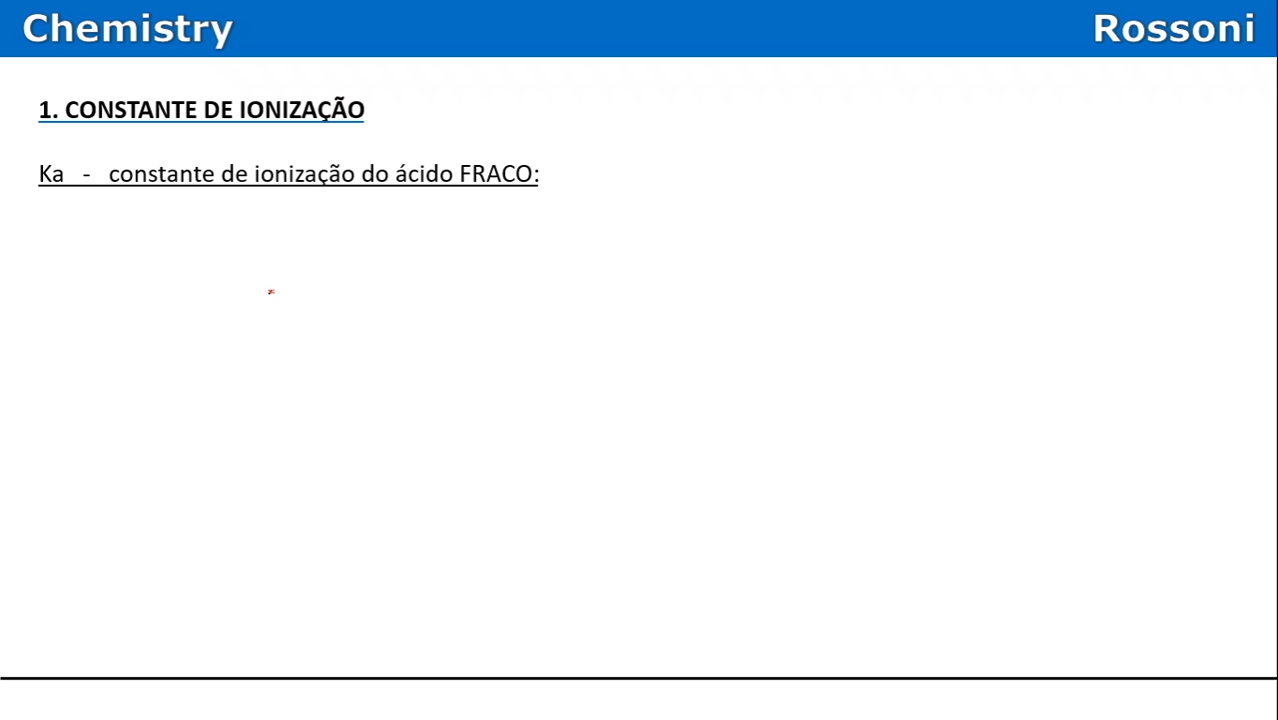 Chemistry Rossoni
1. CONSTANTE DE IONIZAÇÃO
Ka - constante de ionização do ácido FRACO: